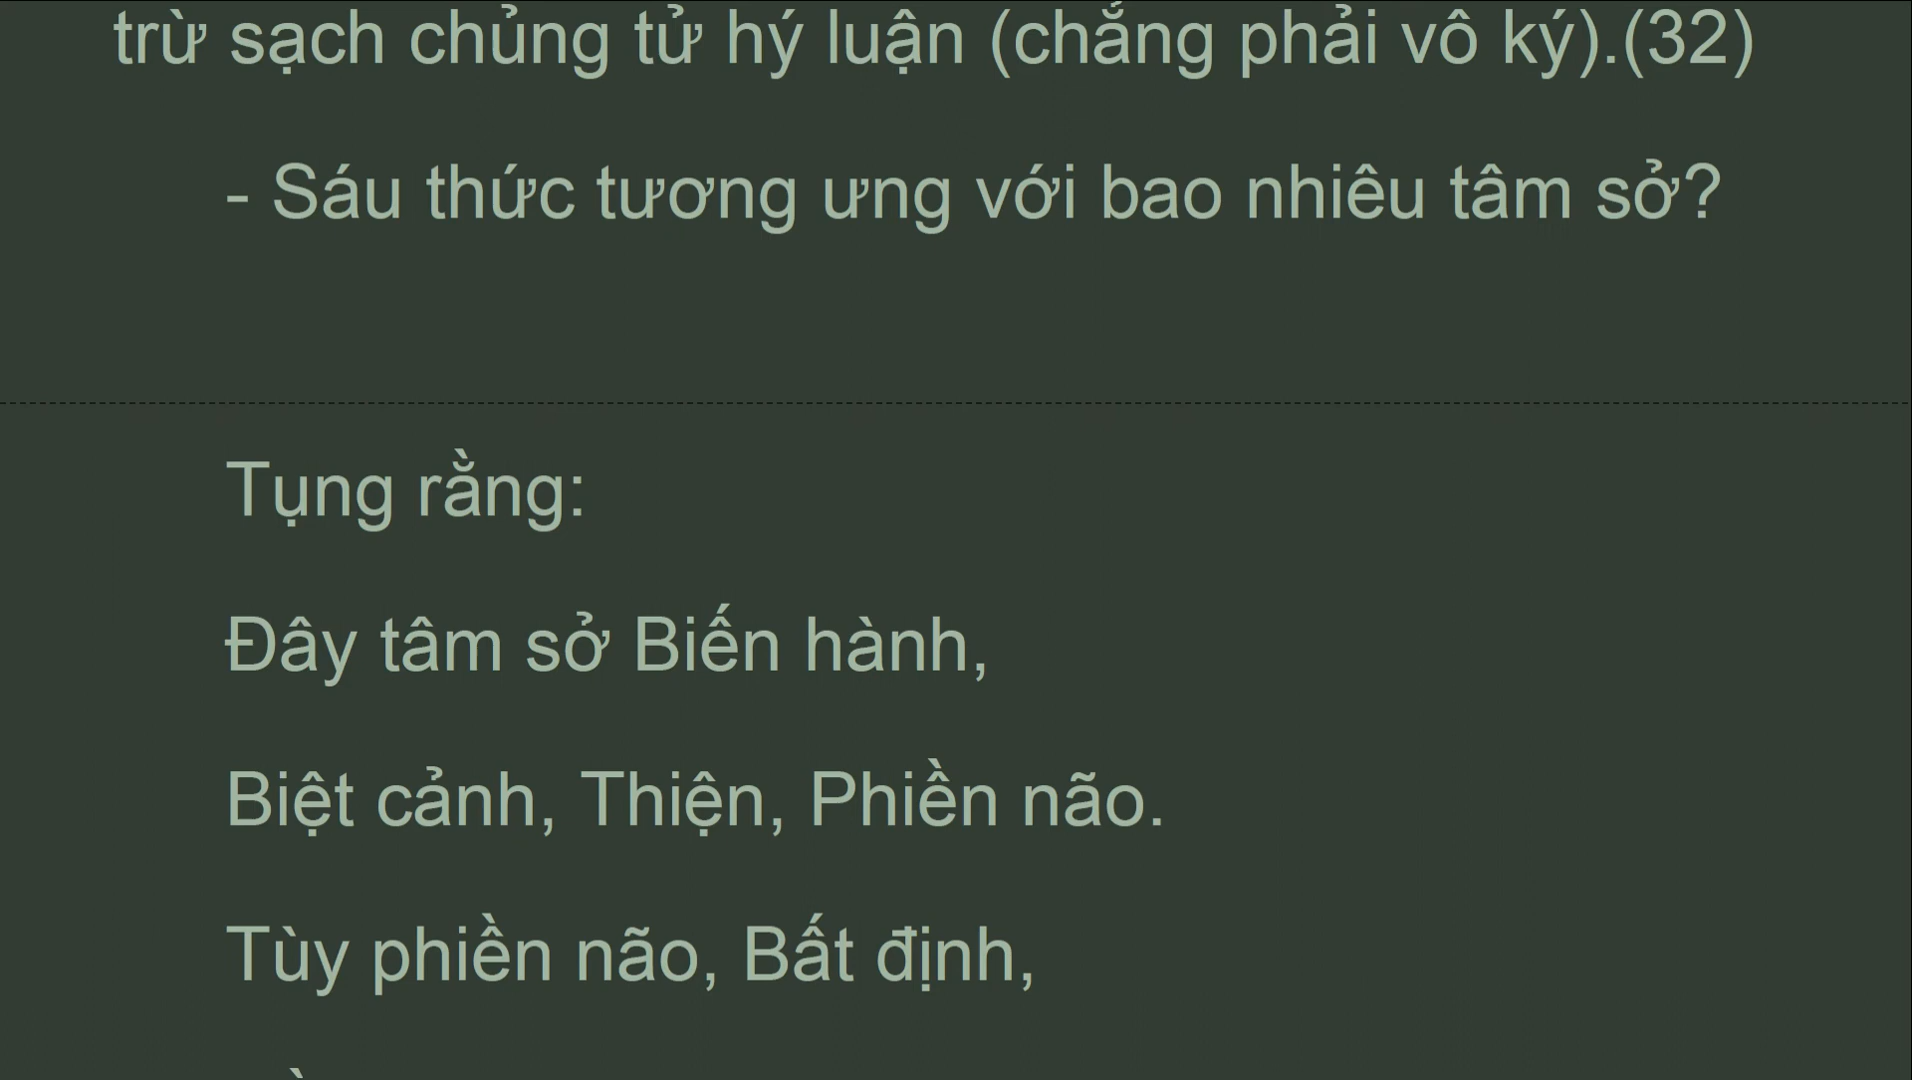 trừ sạch chủng tử hý luận (chẳng phải vô ký).(32)
- Sáu thức tương ưng với bao nhiêu tâm sở?
Tụng rằng:
Đây tâm sở Biến hành,
Biệt cảnh, Thiện, Phiền não.
Tùy phiền não, Bất định,